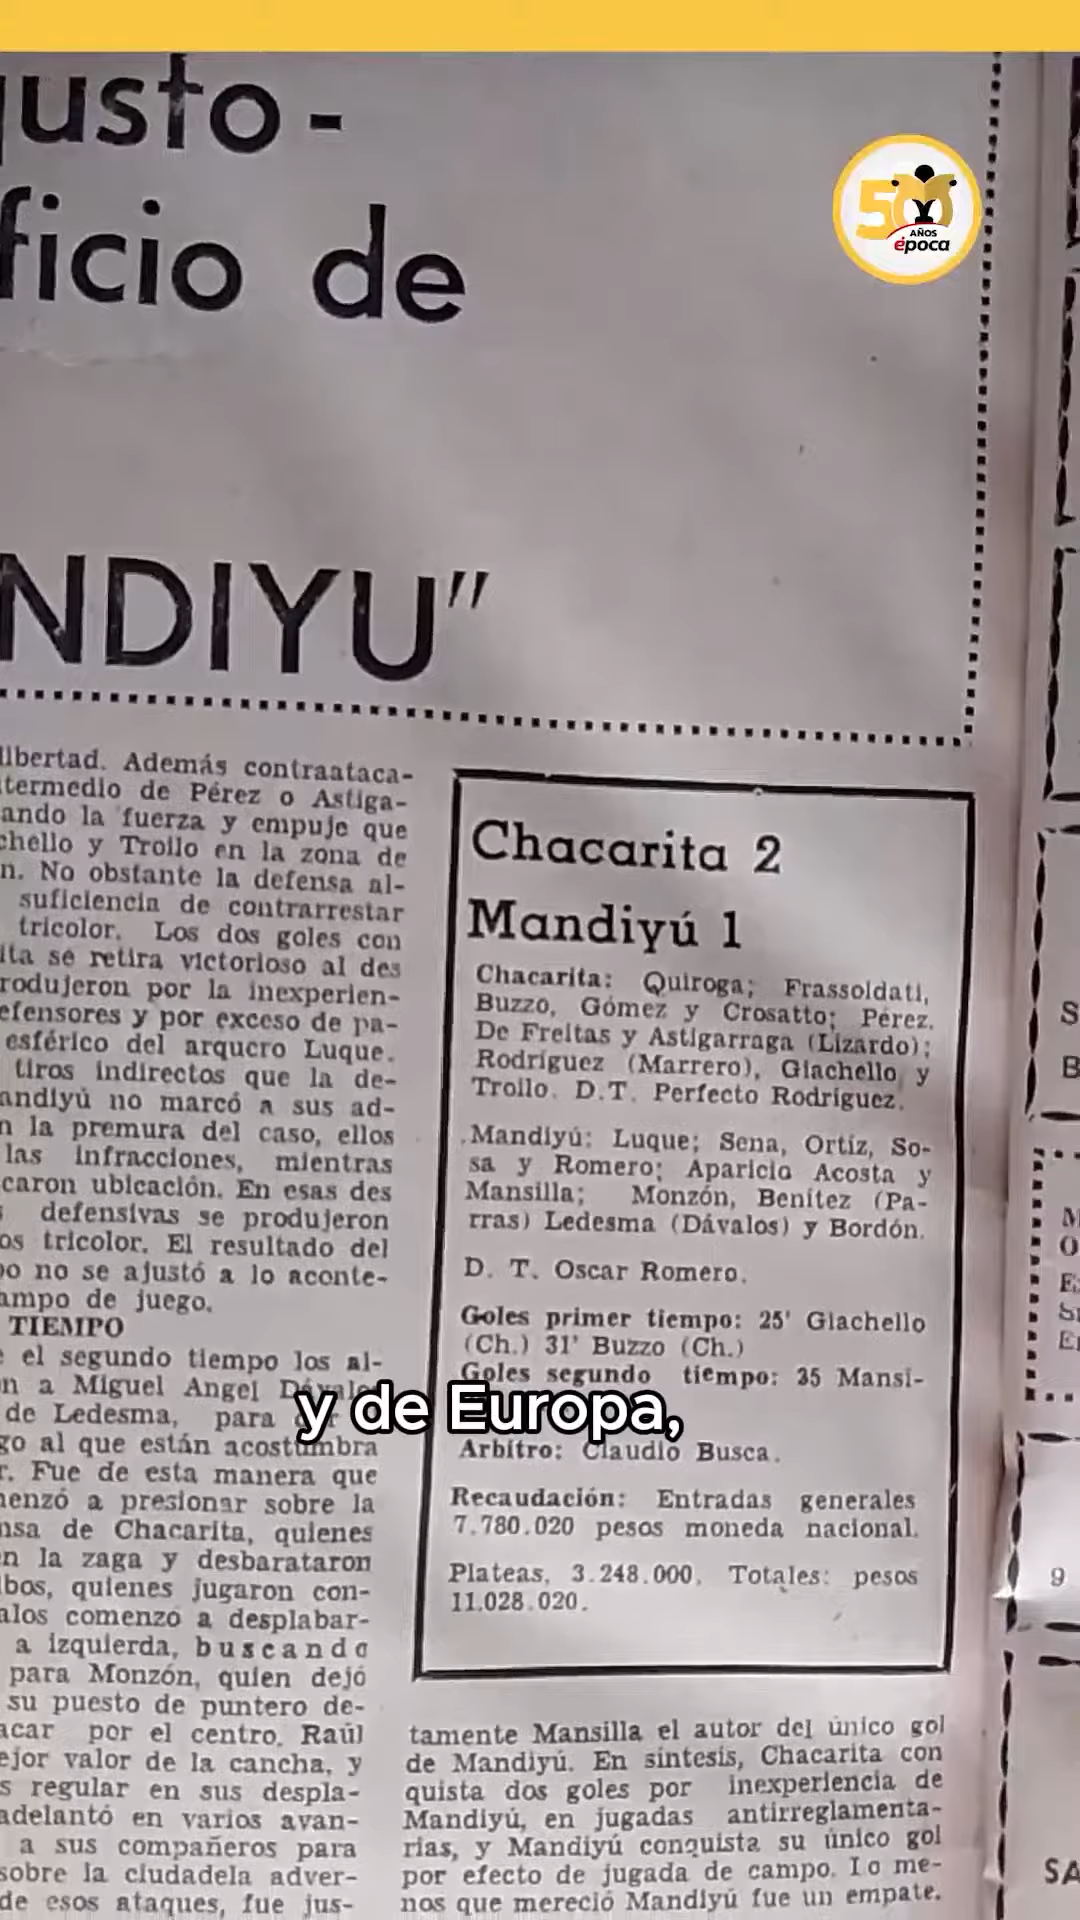 gusto-
ficio de
NDIYU"
50
AÑOS
época
libertad. Además contraataca-
termedio de Pérez o Astiga-
ando la fuerza y empuje que
chello y Trollo en la zona de
n. No obstante la defensa al-
suficiencia de contrarrestar
tricolor. Los dos goles con
ita se retira victorioso al des
rodujeron por la inexperien-
efensores y por exceso de pa-
esférico del arquero Luque.
tiros indirectos que la de-
andiyú no marcó a sus ad-
n la premura del caso, ellos
las infracciones, mientras
caron ubicación. En esas des
defensivas se produjeron
os tricolor. El resultado del
po no se ajustó a lo aconte-
ampo de juego.
TIEMPO
e el segundo tiempo los al-
n a Miguel Angel Dávalos
de Ledesma, para
go al que están acostumbra
r. Fue de esta manera que
menzó a presionar sobre la
nsa de Chacarita, quienes
n la zaga y desbarataron
lbos, quienes jugaron con-
alos comenzó a desplabar-
a izquierda, buscando
para Monzón, quien dejó
su puesto de puntero de-
acar por el centro. Raúl
ejor valor de la cancha, y
s regular en sus despla-
adelantó en varios avan-
a sus compañeros para
sobre la ciudadela adver-
de esos ataques, fue jus-
Chacarita 2
Mandiyú 1
Chacarita: Quiroga; Frassoldati,
Buzzo, Gómez y Crosatto; Pérez.
De Freitas y Astigarraga (Lizardo);
Rodríguez (Marrero), Giachello y
Trollo. D.T. Perfecto Rodríguez.
Mandiyú: Luque; Sena, Ortíz, So-
sa y Romero; Aparicio Acosta y
Mansilla; Monzón, Benítez (Pa-
rras) Ledesma (Dávalos) y Bordón.
D. T. Oscar Romero.
Goles primer tiempo: 25' Giachello
(Ch.) 31' Buzzo (Ch.)
Goles segundo tiempo: 35 Mansi-
y de Europa,
Arbitro: Claudio Busca.
Recaudación: Entradas generales
7.780.020 pesos moneda nacional.
Plateas, 3.248.000. Totales: pesos
11.028.020.
tamente Mansilla el autor del único gol
de Mandiyú. En síntesis, Chacarita con
quista dos goles por inexperiencia de
Mandiyú, en jugadas antirreglamenta-
rias, y Mandiyú conquista su único gol
por efecto de jugada de campo. Lo me-
nos que mereció Mandiyú fue un empate.
S
B
M
O
E
S
E
9
SA